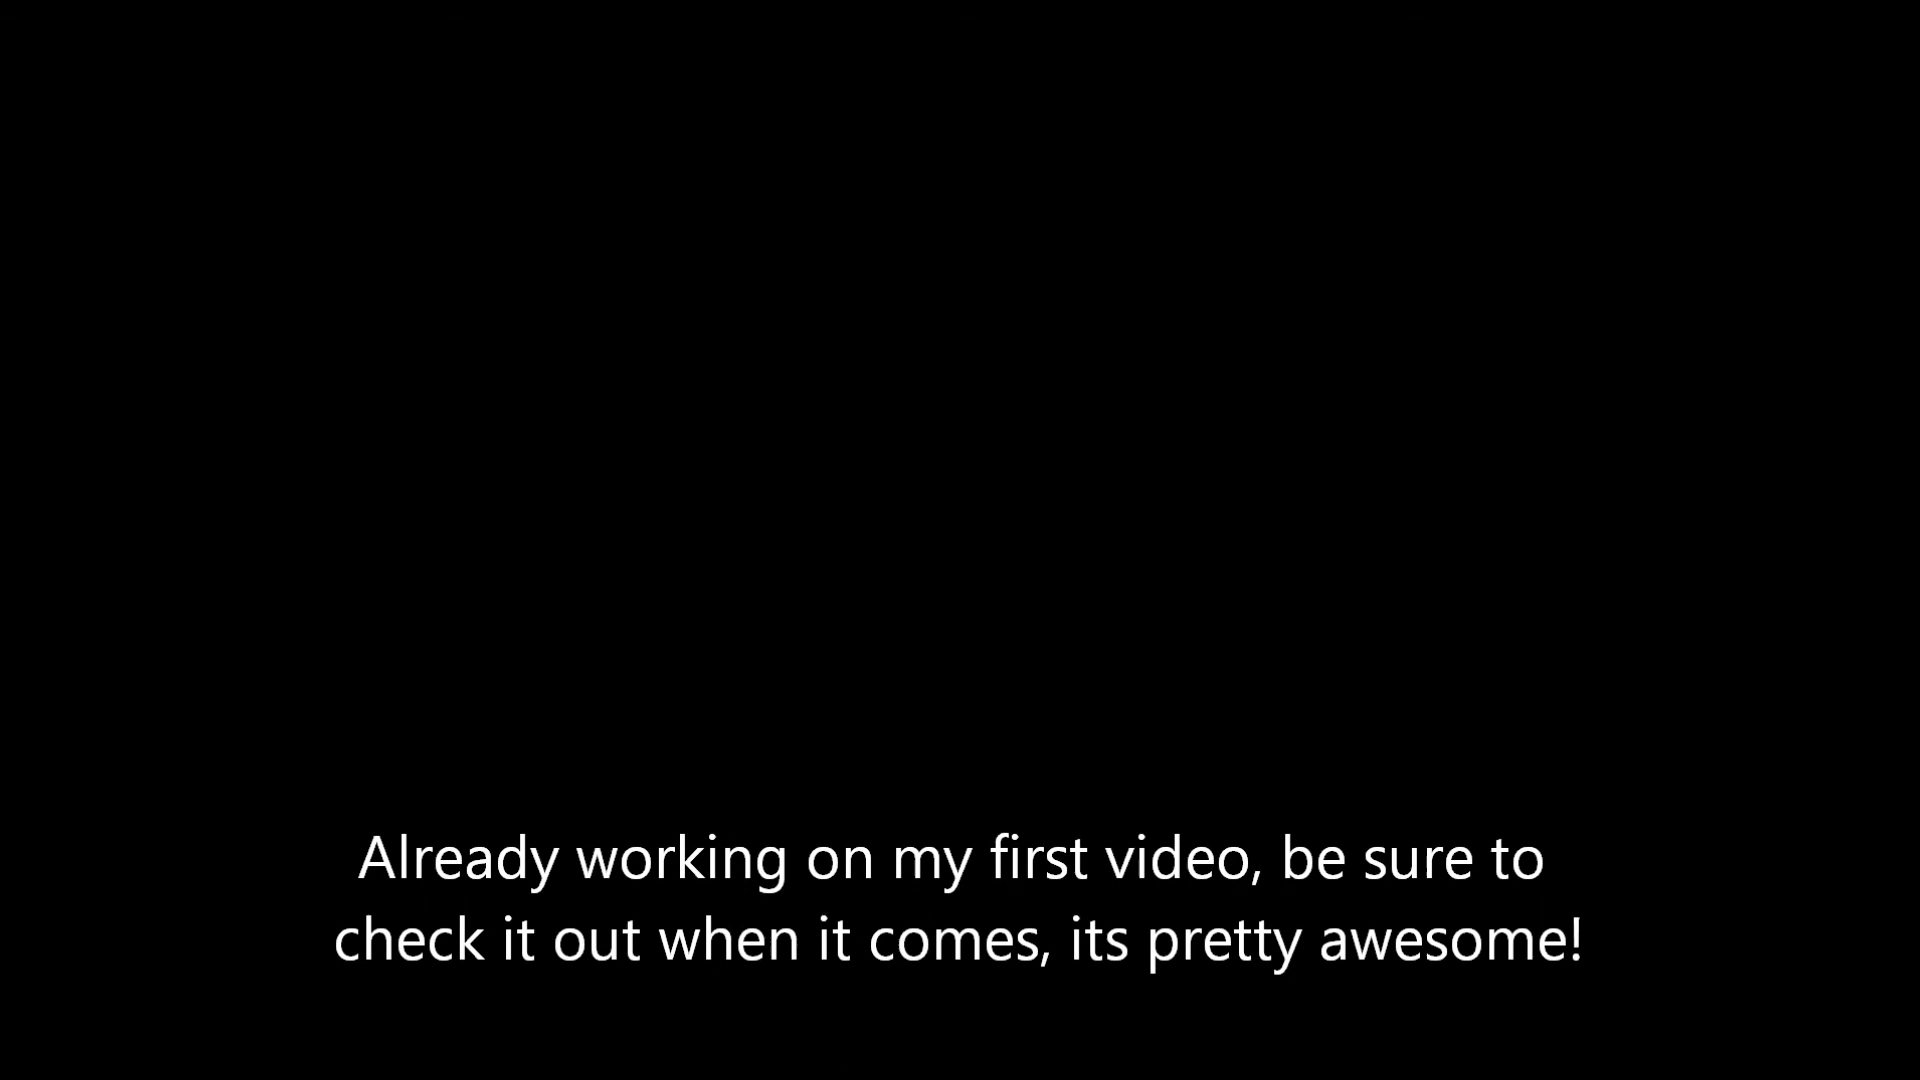 Already working on my first video, be sure to
check it out when it comes, its pretty awesome!